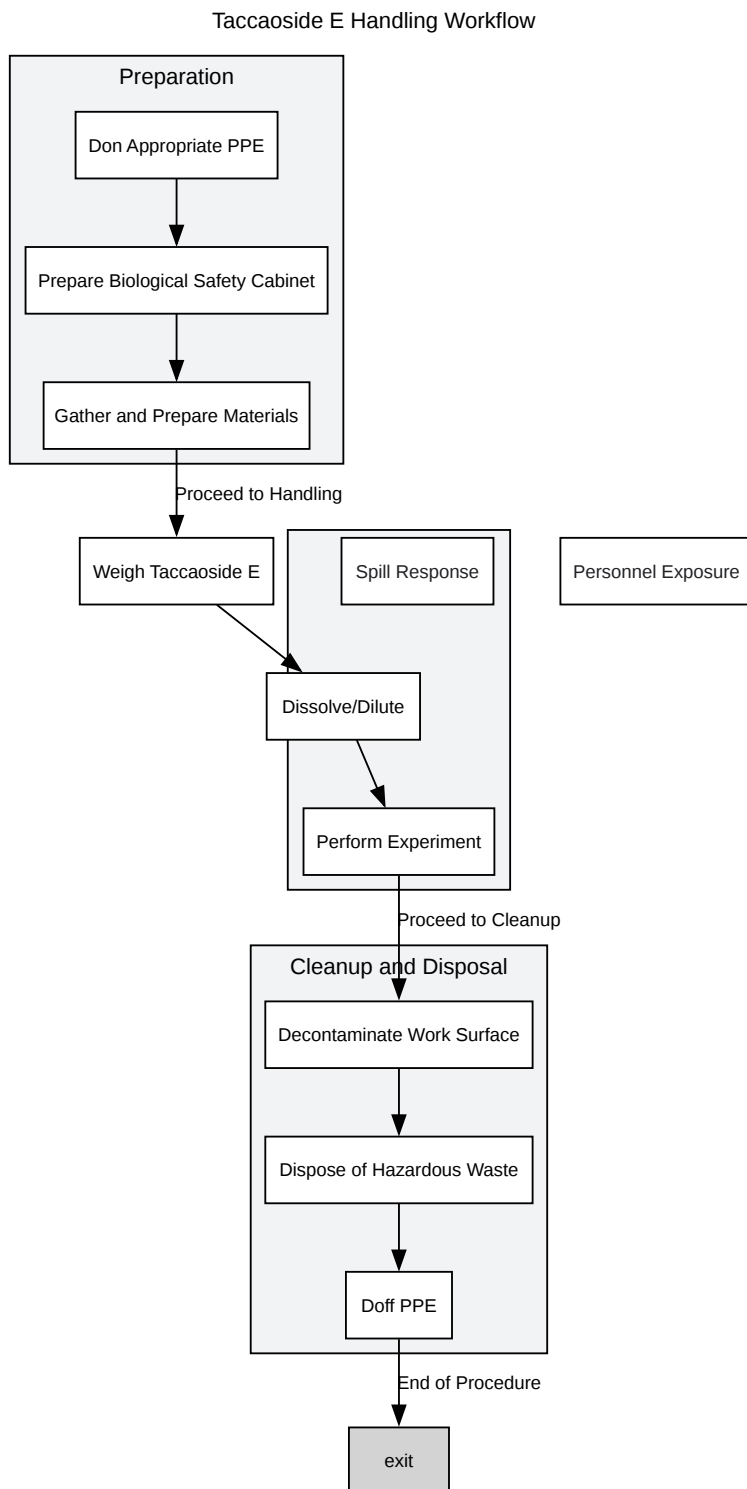 Taccaoside E Handling Workflow
Preparation
Don Appropriate PPE
Prepare Biological Safety Cabinet
Gather and Prepare Materials
Proceed to Handling
Weigh Taccaoside E
Spill Response
Personnel Exposure
Dissolve/Dilute
Perform Experiment
Proceed to Cleanup
Cleanup and Disposal
Decontaminate Work Surface
Dispose of Hazardous Waste
Doff PPE
End of Procedure
exit